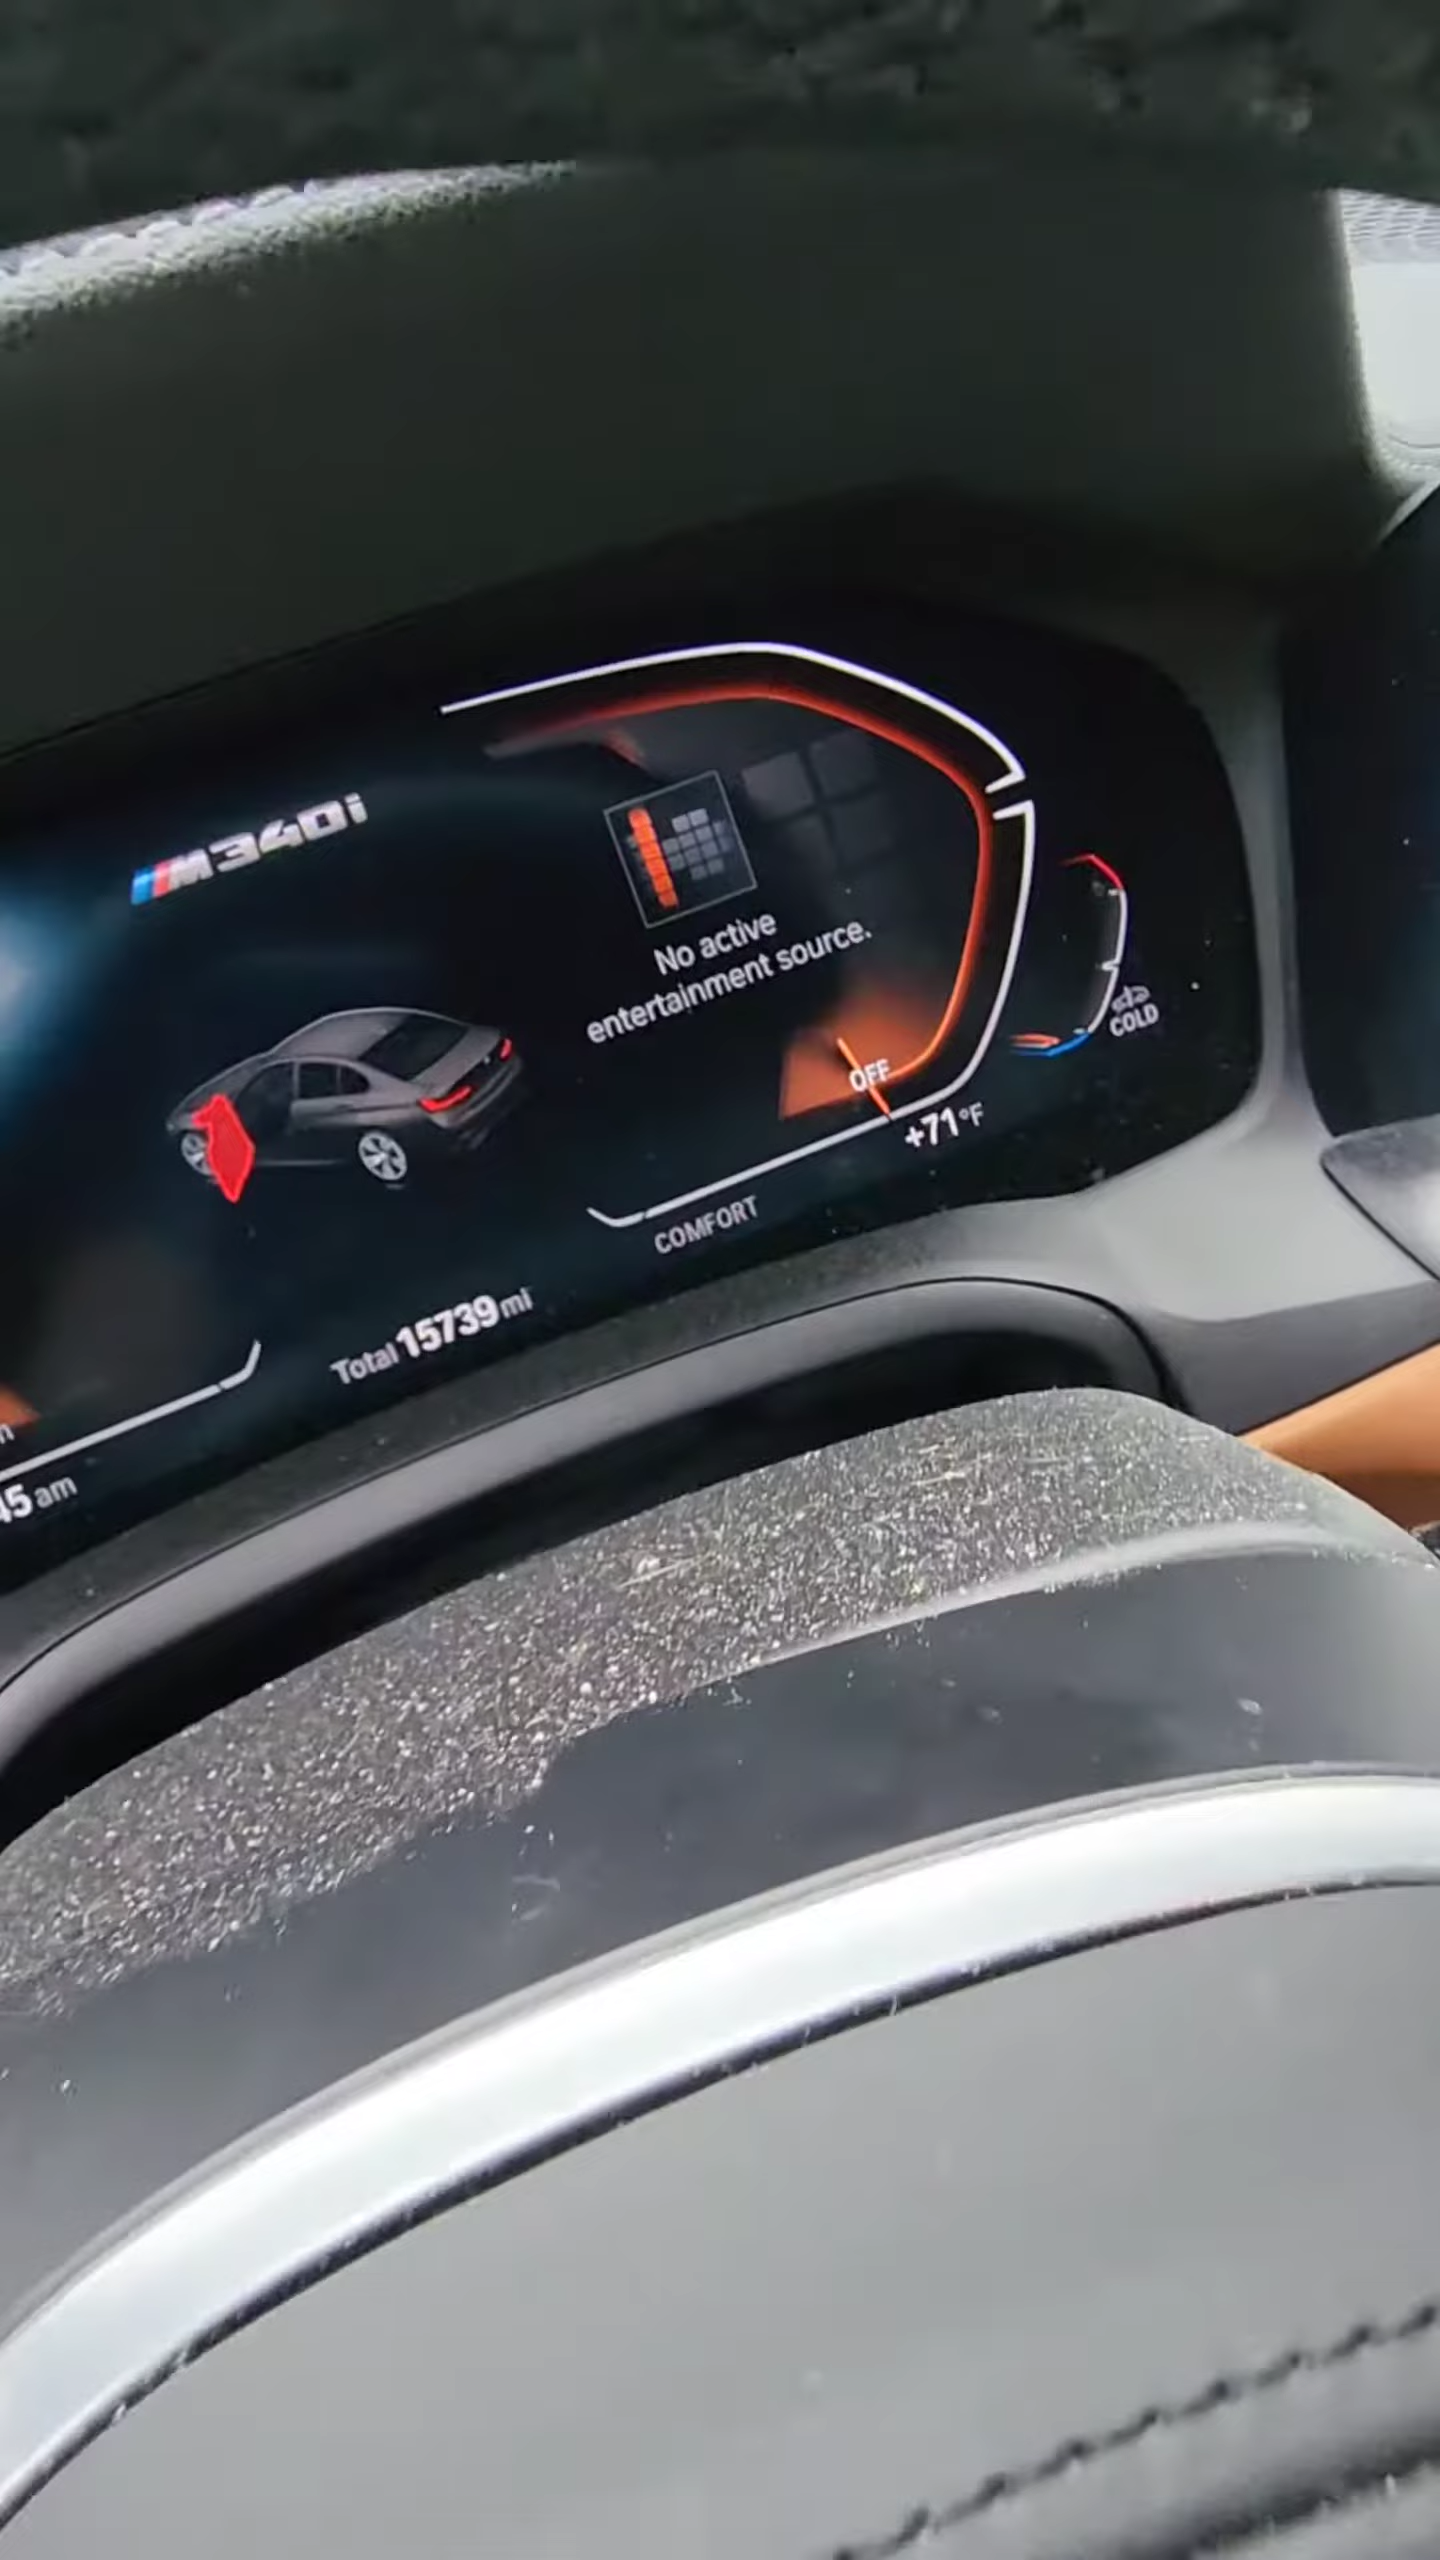 M340i
No active
entertainment source.
COLD
OFF
+71°F
COMFORT
Total 15739 mi
45 am